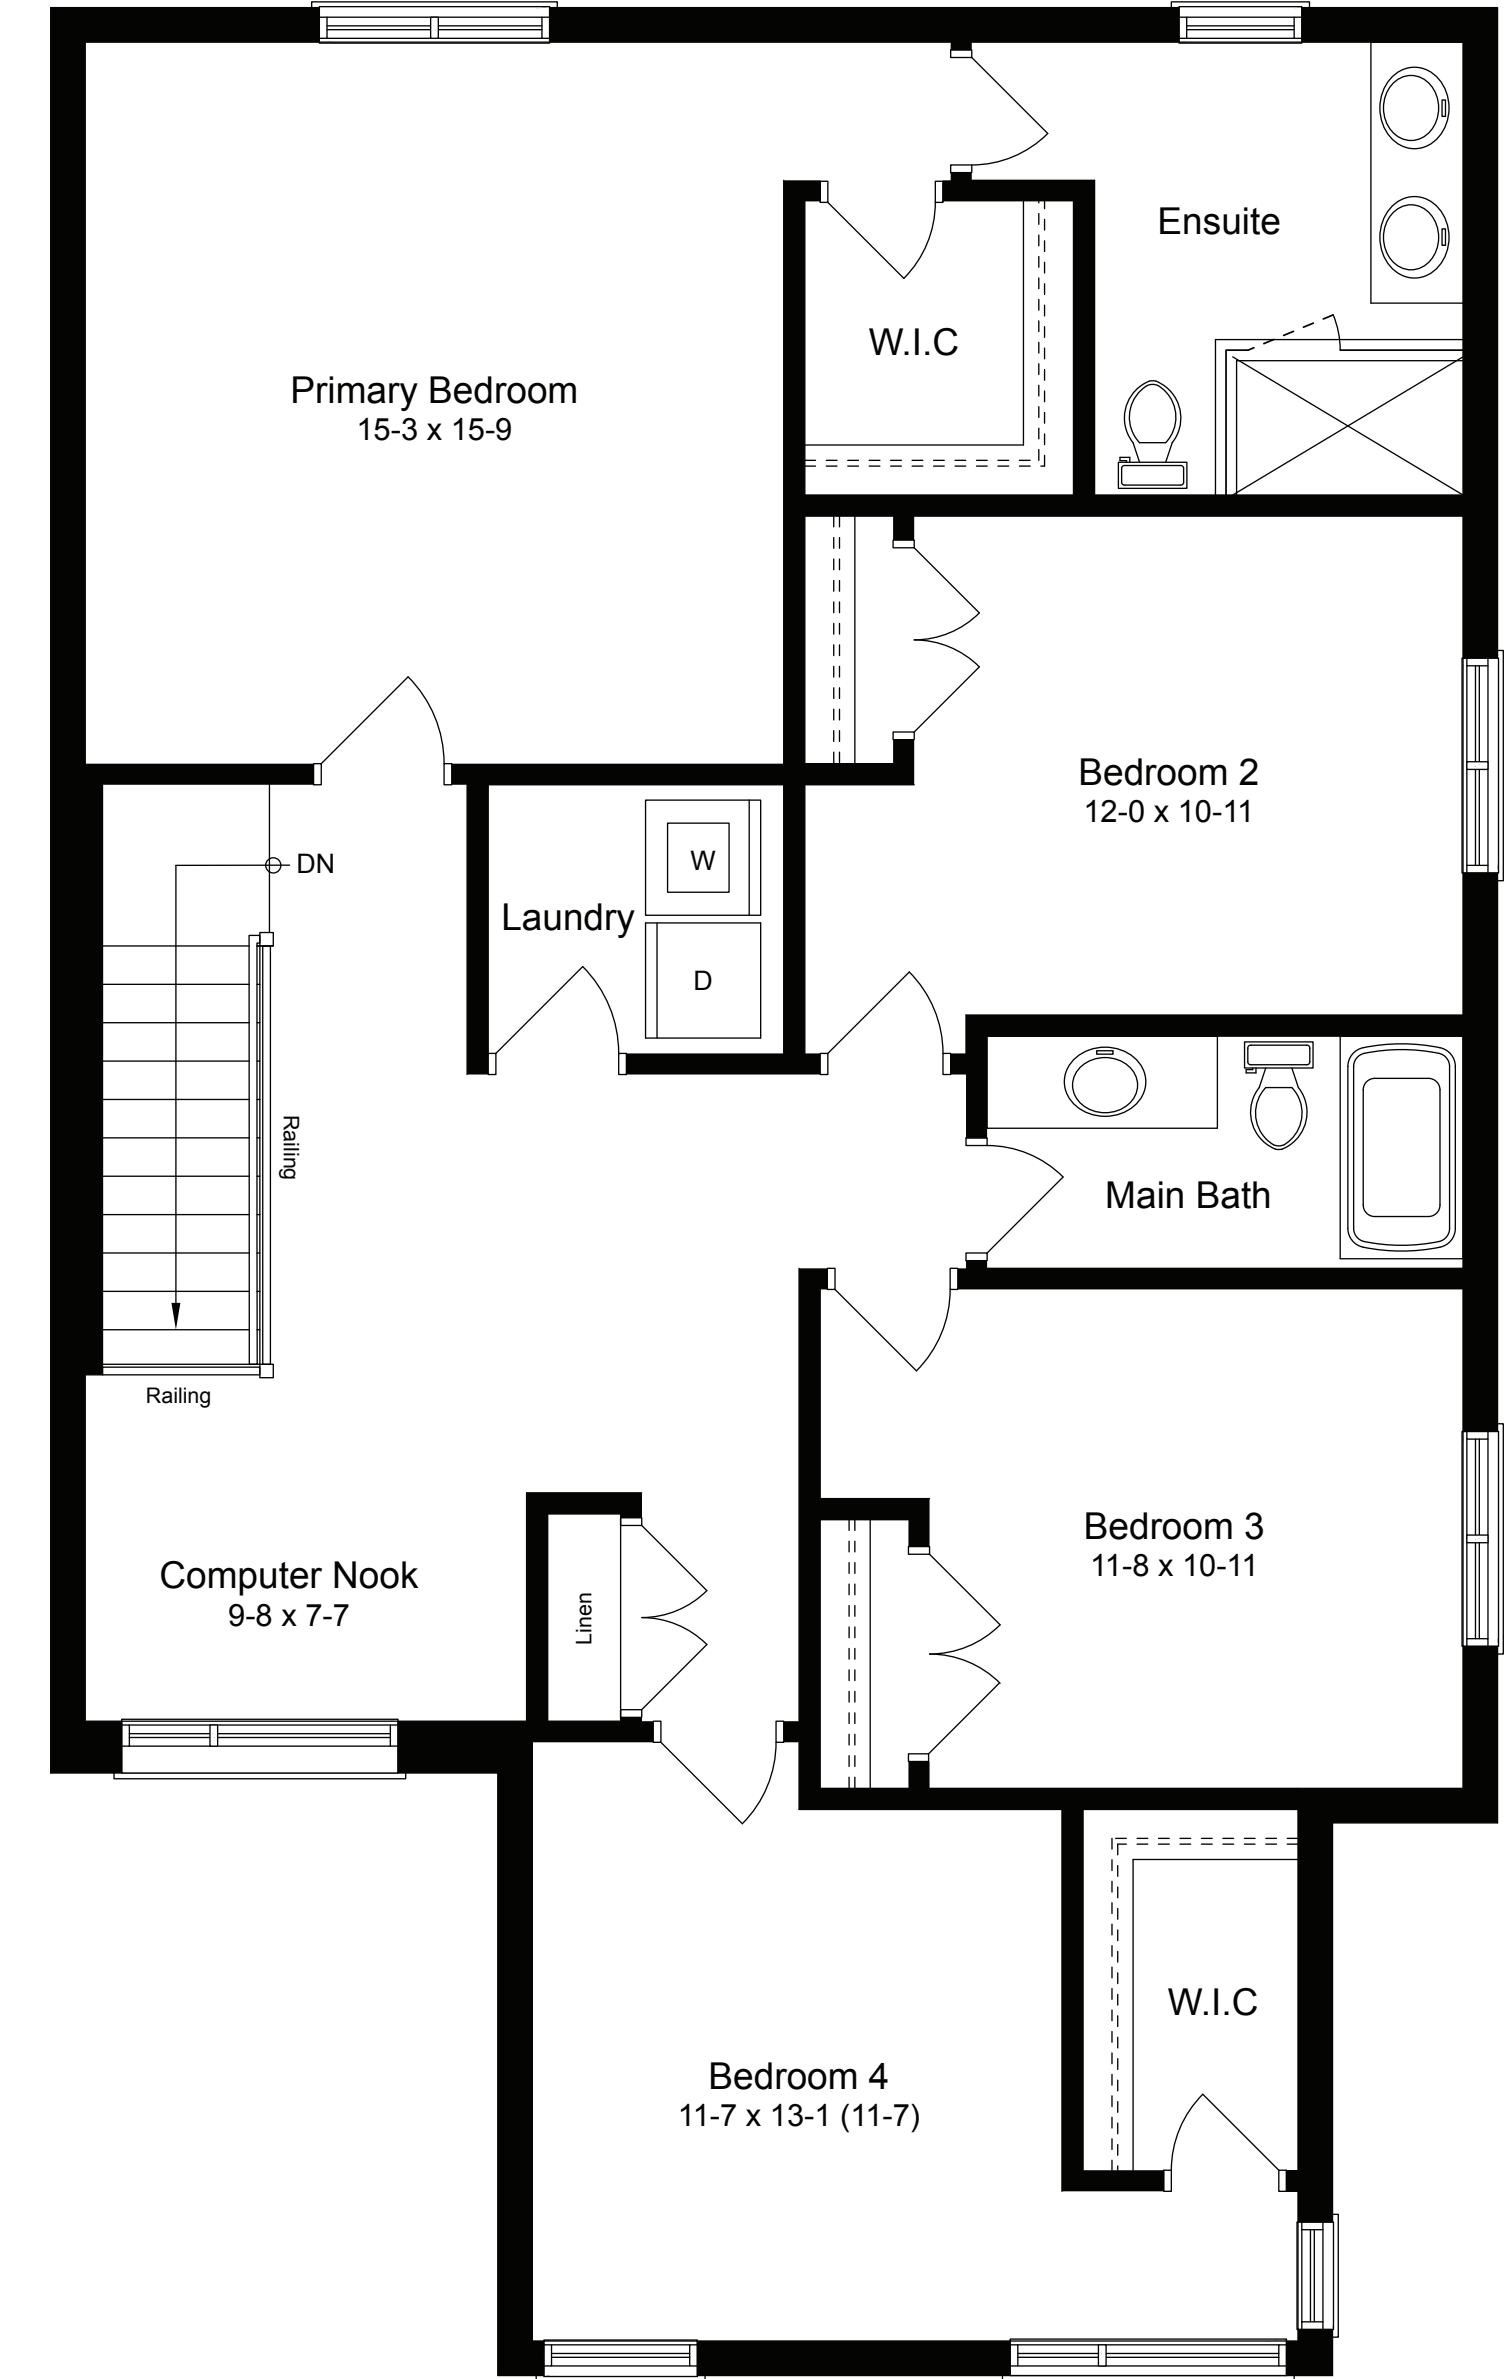 Ensuite
W.I.C
Primary Bedroom
15-3 x 15-9
Bedroom 2
12-0 x 10-11
DN
W
Laundry
D
Railing
Main Bath
Railing
Bedroom 3
11-8 x 10-11
Computer Nook
9-8 x 7-7
Linen
W.I.C
Bedroom 4
11-7 x 13-1 (11-7)